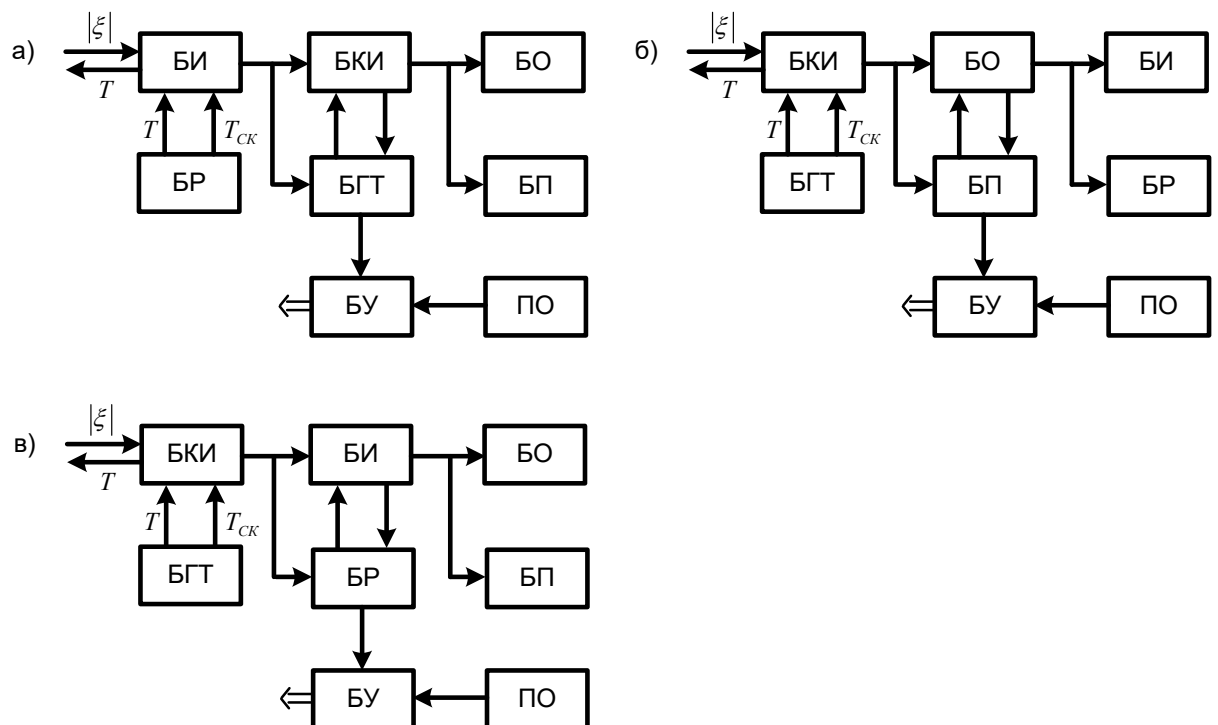 а)
|ξ|
T
БИ
БКИ
БО
T
T_СК
БР
БГТ
БП
БУ
ПО
б)
|ξ|
T
БКИ
БО
БИ
T
T_СК
БГТ
БП
БР
БУ
ПО
в)
|ξ|
T
БКИ
БИ
БО
T
T_СК
БГТ
БР
БП
БУ
ПО